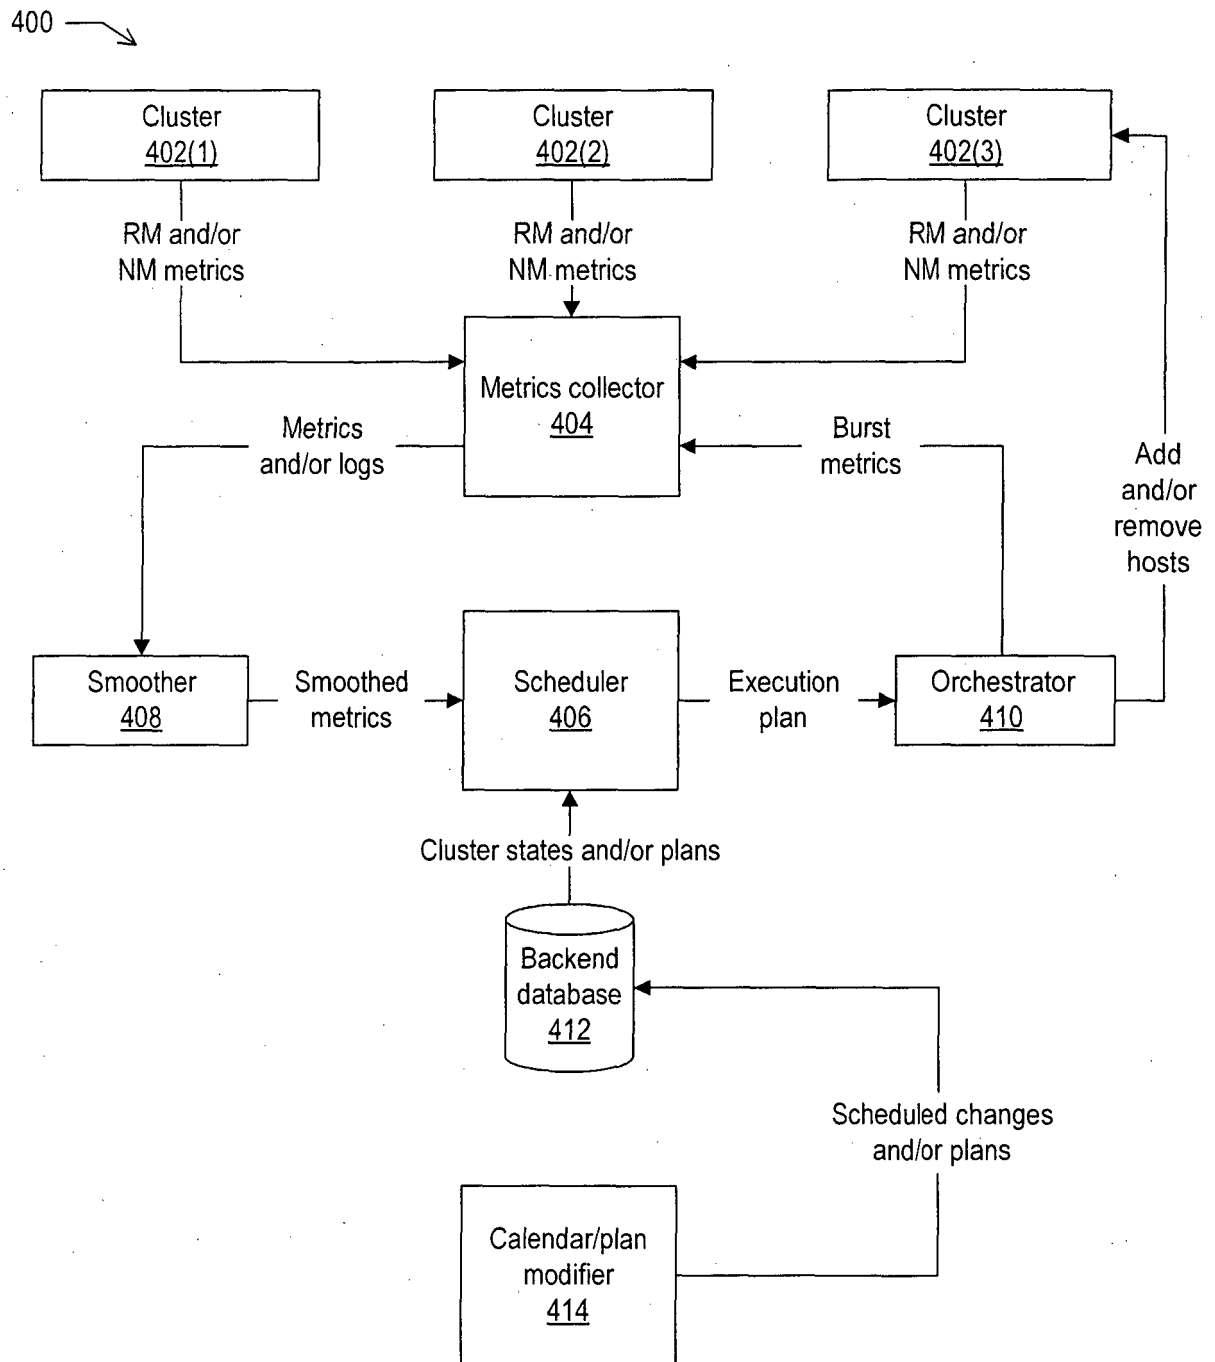 400
Cluster
402(1)
Cluster
402(2)
Cluster
402(3)
RM and/or
NM metrics
RM and/or
NM metrics
RM and/or
NM metrics
Metrics collector
404
Metrics
and/or logs
Burst
metrics
Add
and/or
remove
hosts
Smoother
408
Smoothed
metrics
Scheduler
406
Execution
plan
Orchestrator
410
Cluster states and/or plans
Backend
database
412
Scheduled changes
and/or plans
Calendar/plan
modifier
414